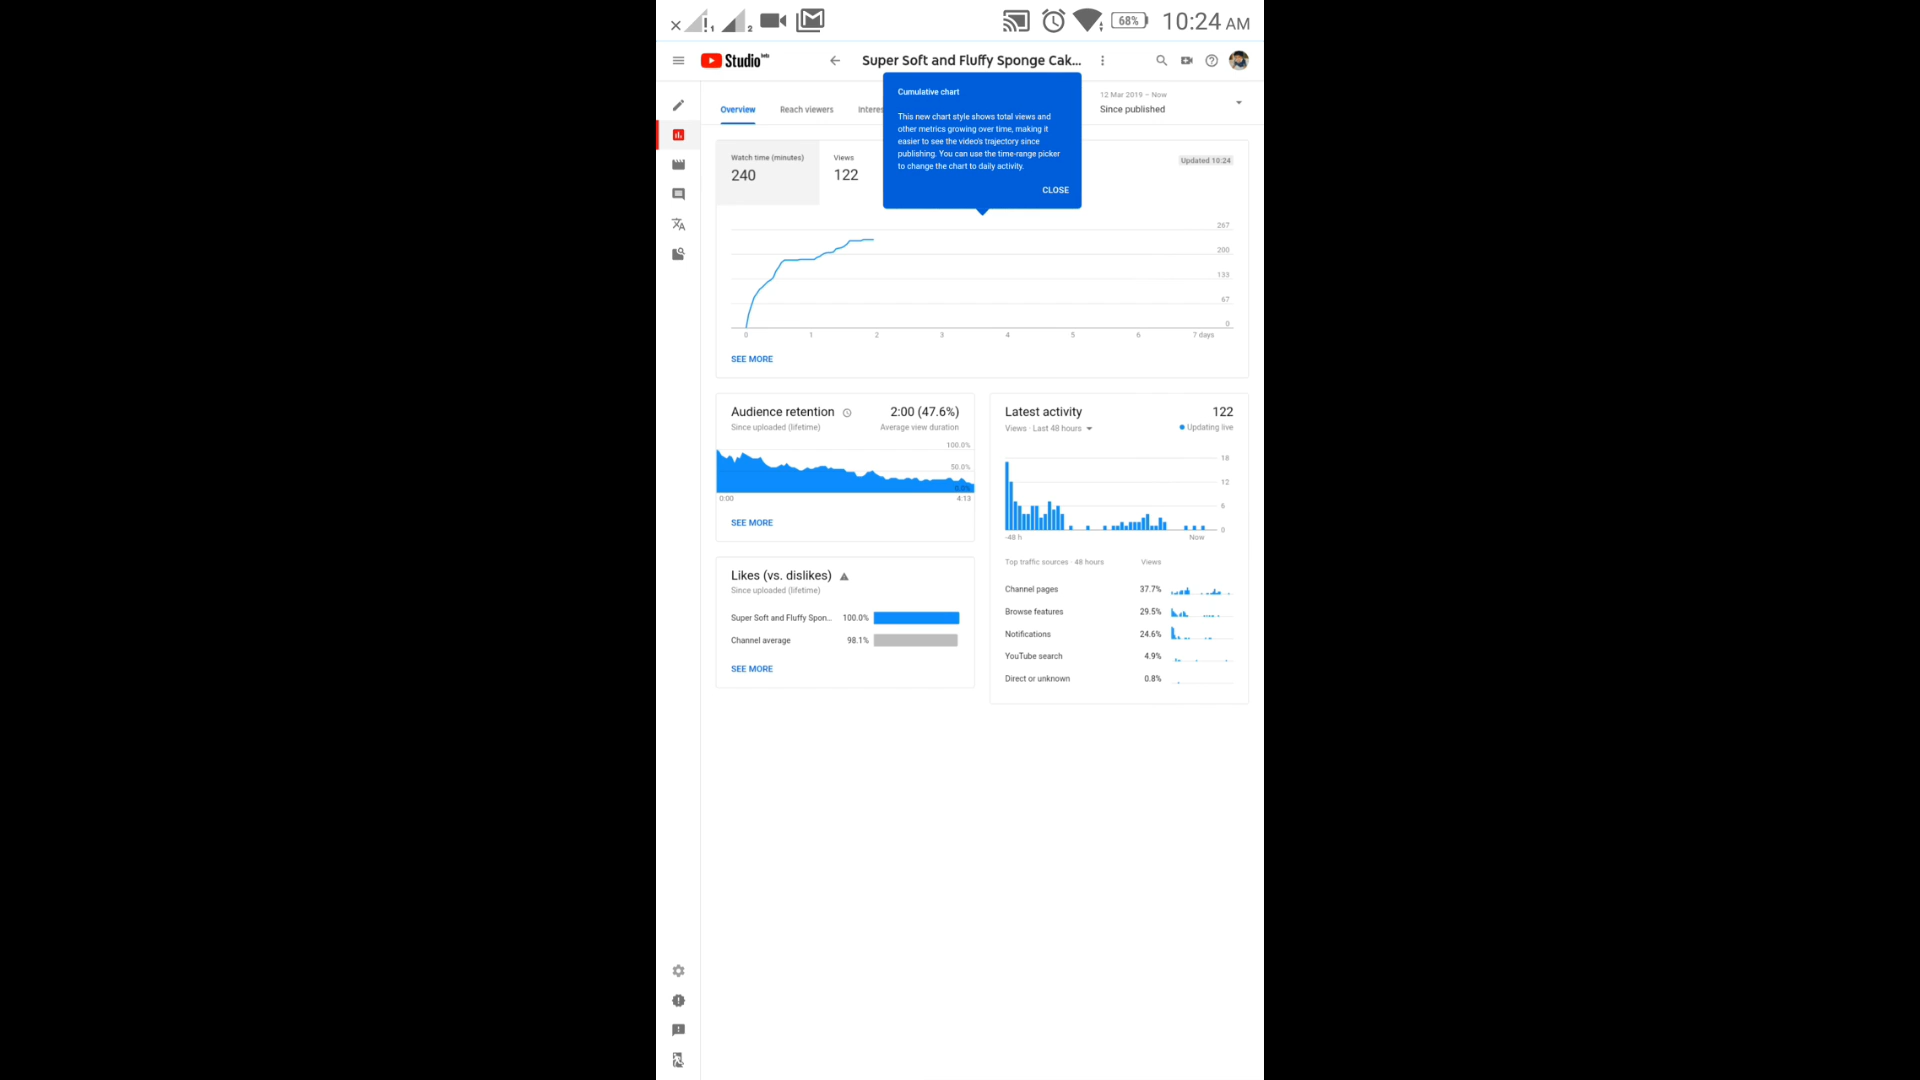 68%
10:24 AM
Studio beta
Super Soft and Fluffy Sponge Cak...
Cumulative chart
This new chart style shows total views and
other metrics growing over time, making it
easier to see the video's trajectory since
publishing. You can use the time-range picker
to change the chart to daily activity.
CLOSE
Overview
Reach viewers
Interes
12 Mar 2019 – Now
Since published
Watch time (minutes)
240
Views
122
Updated 10:24
267
200
133
67
0
0
1
2
3
4
5
6
7 days
SEE MORE
Audience retention
2:00 (47.6%)
Since uploaded (lifetime)
Average view duration
100.0%
50.0%
0.0%
0:00
4:13
SEE MORE
Likes (vs. dislikes)
Since uploaded (lifetime)
Super Soft and Fluffy Spon...
100.0%
Channel average
98.1%
SEE MORE
Latest activity
122
Views · Last 48 hours
Updating live
18
12
6
0
-48 h
Now
Top traffic sources · 48 hours
Views
Channel pages
37.7%
Browse features
29.5%
Notifications
24.6%
YouTube search
4.9%
Direct or unknown
0.8%